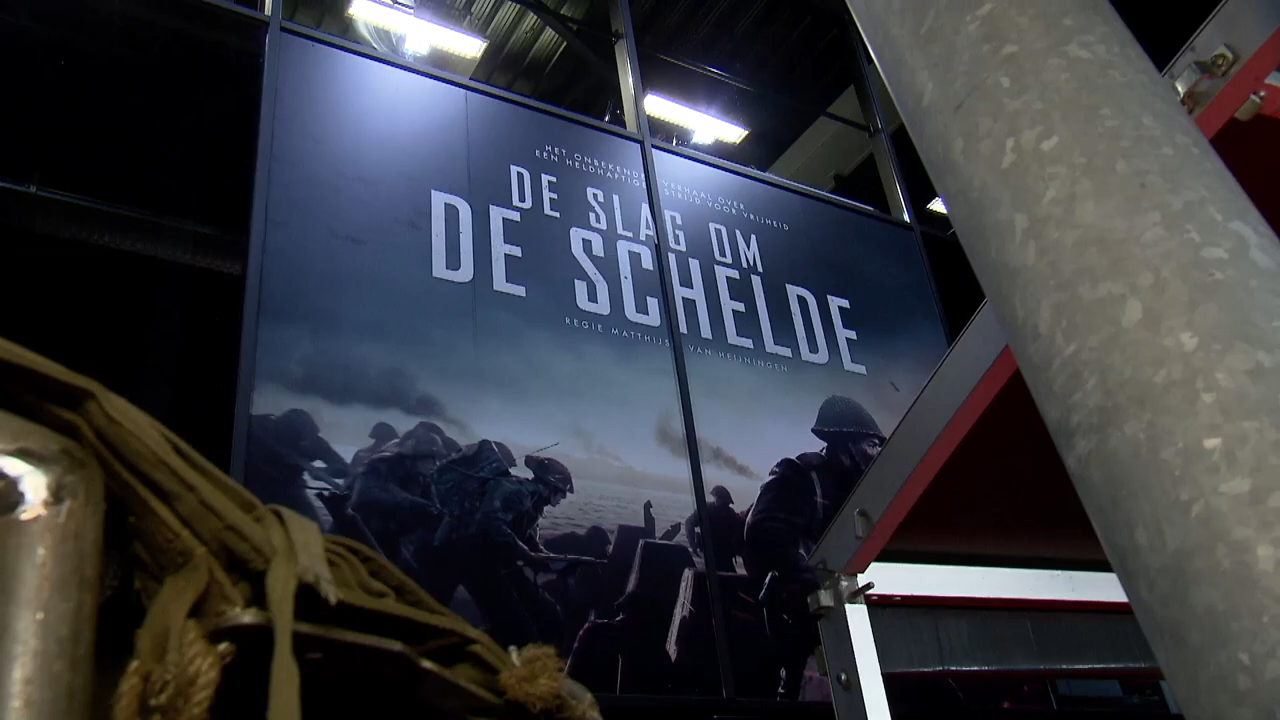 HET ONBEKENDE VERHAAL OVER
EEN HELDHAFTIGE STRIJD VOOR VRIJHEID
DE SLAG OM
DE SCHELDE
REGIE MATTHIJS VAN HEIJNINGEN